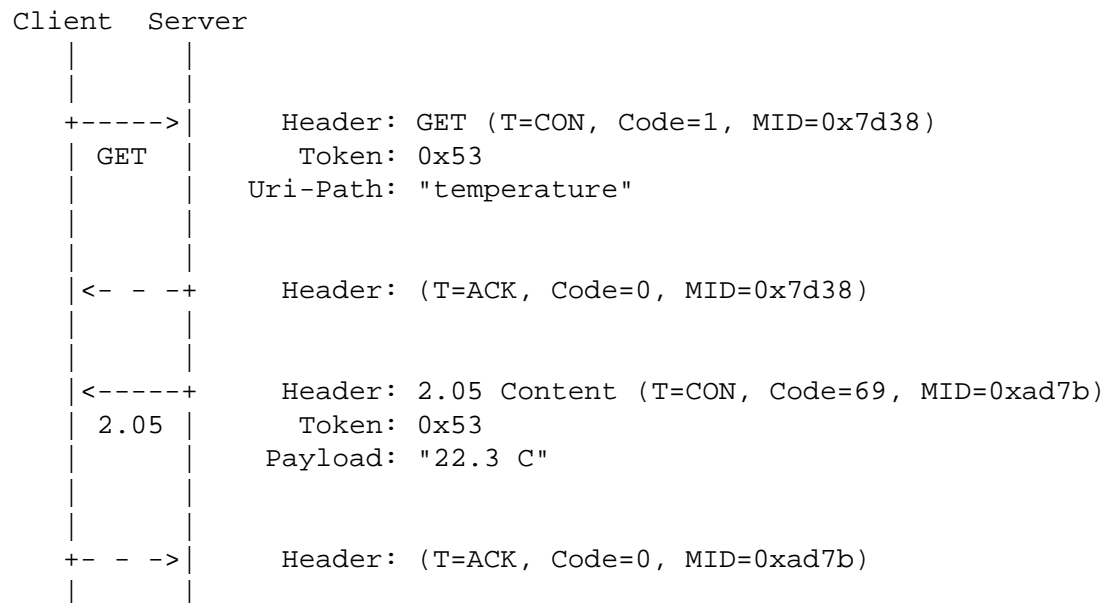 Client  Server
   |      |
   |      |
   +----->|     Header: GET (T=CON, Code=1, MID=0x7d38)
   | GET  |      Token: 0x53
   |      |   Uri-Path: "temperature"
   |      |
   |      |
   |<- - -+     Header: (T=ACK, Code=0, MID=0x7d38)
   |      |
   |      |
   |<-----+     Header: 2.05 Content (T=CON, Code=69, MID=0xad7b)
   | 2.05 |      Token: 0x53
   |      |    Payload: "22.3 C"
   |      |
   |      |
   +- - ->|     Header: (T=ACK, Code=0, MID=0xad7b)
   |      |